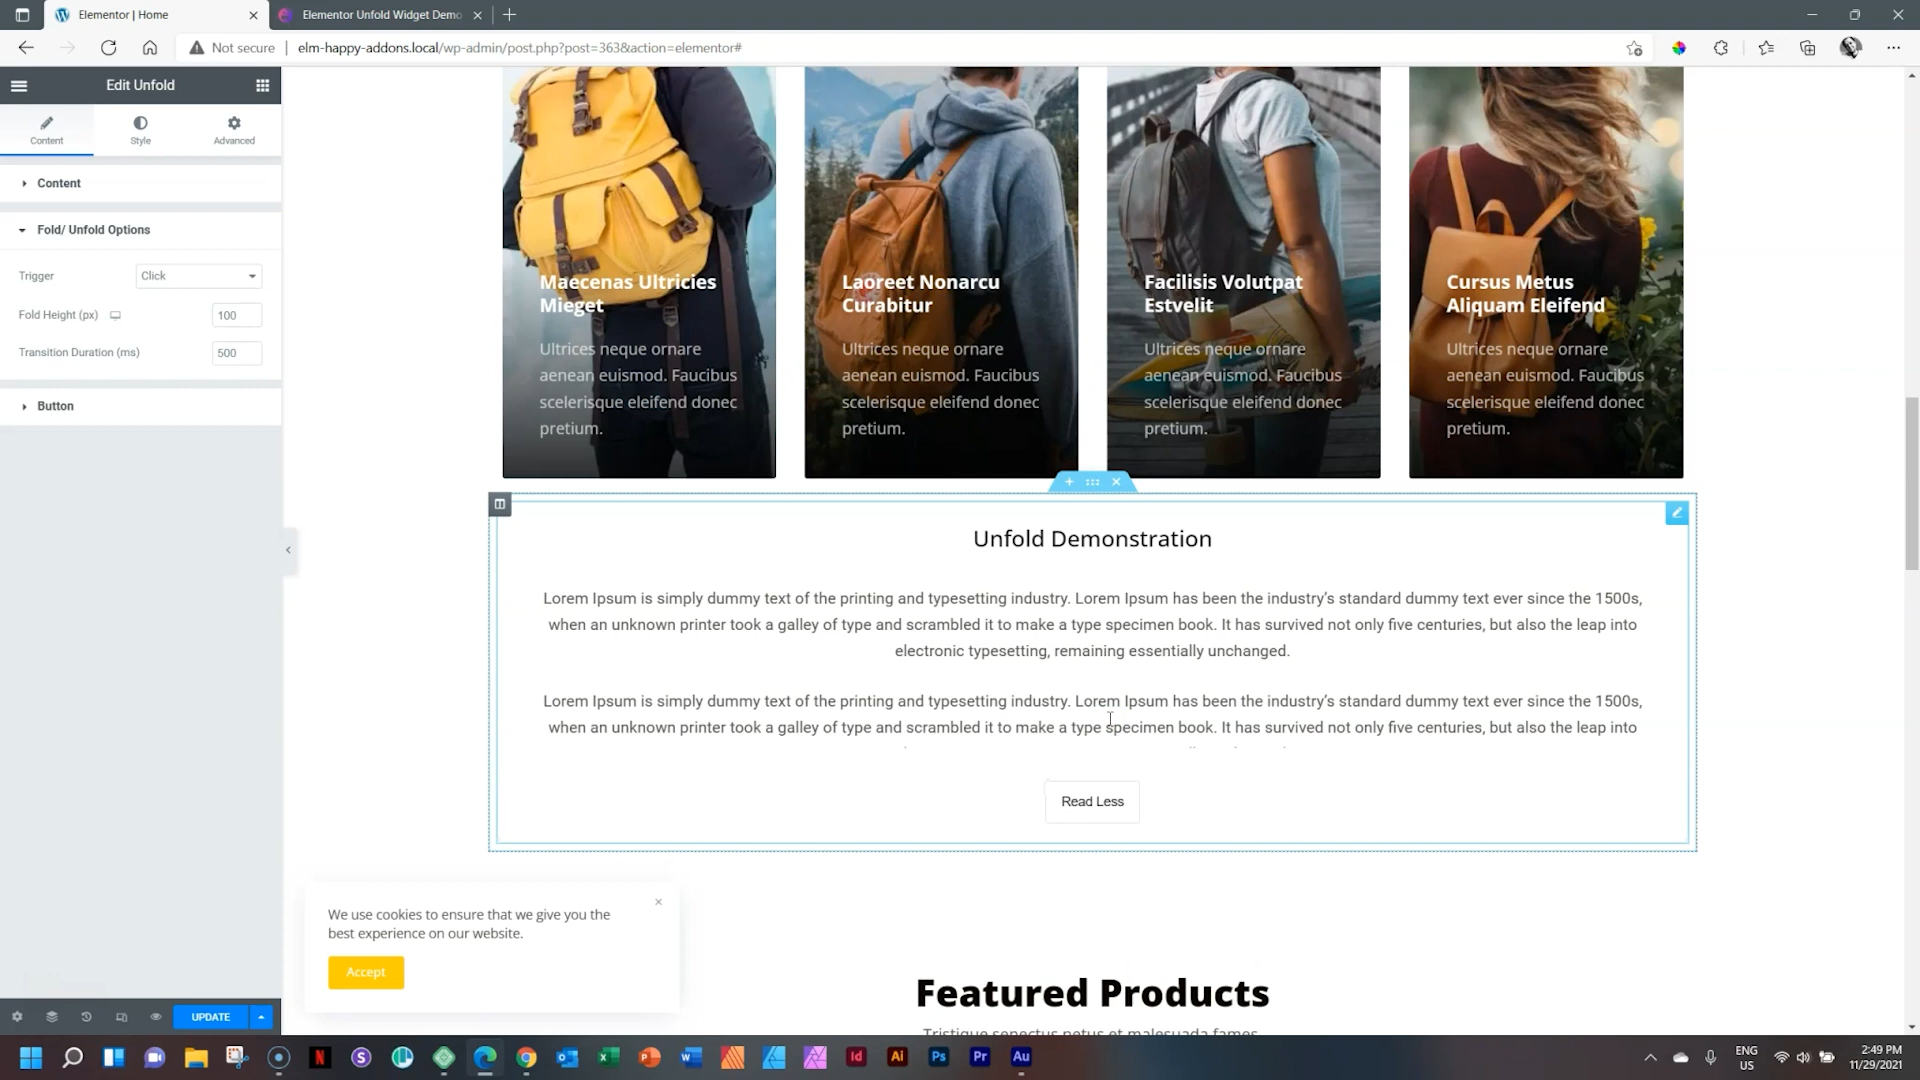 Elementor | Home
Elementor Unfold Widget Demo
Not secure
elm-happy-addons.local/wp-admin/post.php?post=363&action=elementor#
Edit Unfold
Content
Style
Advanced
Content
Fold/ Unfold Options
Trigger
Click
Fold Height (px)
100
Transition Duration (ms)
500
Button
Maecenas Ultricies
Mieget
Ultrices neque ornare
aenean euismod. Faucibus
scelerisque eleifend donec
pretium.
Laoreet Nonarcu
Curabitur
Ultrices neque ornare
aenean euismod. Faucibus
scelerisque eleifend donec
pretium.
Facilisis Volutpat
Estvelit
Ultrices neque ornare
aenean euismod. Faucibus
scelerisque eleifend donec
pretium.
Cursus Metus
Aliquam Eleifend
Ultrices neque ornare
aenean euismod. Faucibus
scelerisque eleifend donec
pretium.
Unfold Demonstration
Lorem Ipsum is simply dummy text of the printing and typesetting industry. Lorem Ipsum has been the industry’s standard dummy text ever since the 1500s,
when an unknown printer took a galley of type and scrambled it to make a type specimen book. It has survived not only five centuries, but also the leap into
electronic typesetting, remaining essentially unchanged.
Lorem Ipsum is simply dummy text of the printing and typesetting industry. Lorem Ipsum has been the industry’s standard dummy text ever since the 1500s,
when an unknown printer took a galley of type and scrambled it to make a type specimen book. It has survived not only five centuries, but also the leap into
Read Less
We use cookies to ensure that we give you the
best experience on our website.
Accept
Featured Products
Tristique senectus netus et malesuada fames
UPDATE
Id
Ai
Ps
Pr
Au
ENG
US
2:49 PM
11/29/2021